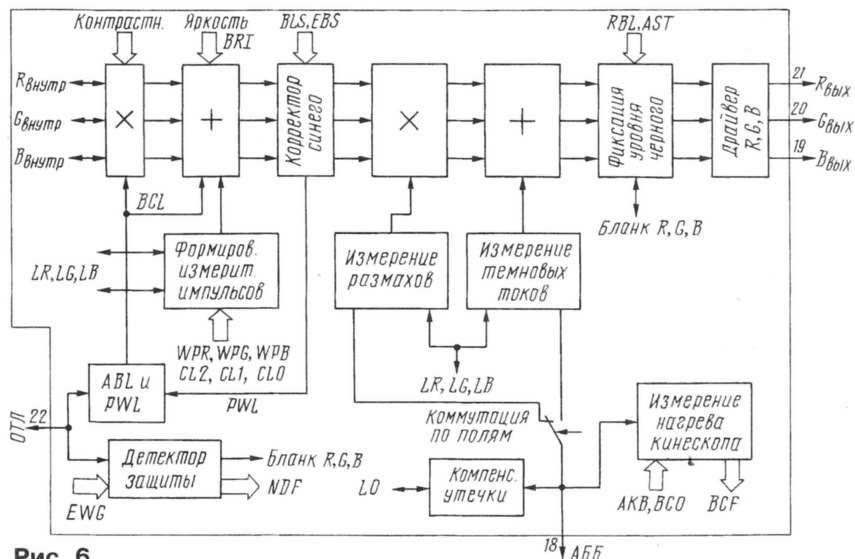 Контрастн.
Яркость
BRI
BLS, EBS
RBL, AST
Rвнутр
Gвнутр
Bвнутр
×
+
Корректор
синего
×
+
Фиксация
уровня
черного
Драйвер
R, G, B
21
Rвых
20
Gвых
19
Bвых
BCL
Бланк R, G, B
LR, LG, LB
Формиров.
измерит.
импульсов
Измерение
размахов
Измерение
темновых
токов
WPR, WPG, WPB
CL2, CL1, CL0
LR, LG, LB
ABL и
PWL
PWL
Коммутация
по полям
Измерение
нагрева
кинескопа
ОТЛ
22
Детектор
защиты
Бланк R, G, B
NDF
EWG
LO
Компенс.
утечки
AKB, BCO
BCF
18
АББ
Рис. 6